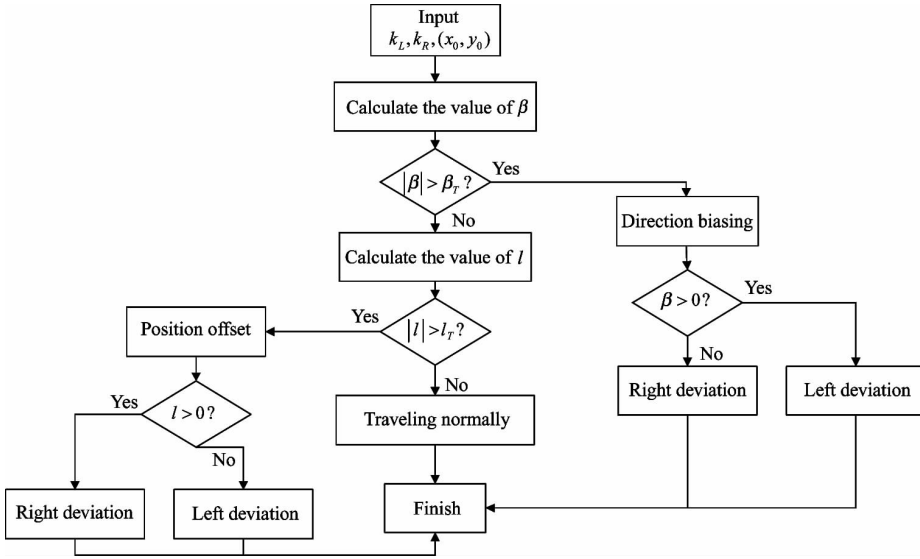 Input
k_L, k_R, (x_0, y_0)
Calculate the value of β
|β| > β_T ?
Yes
No
Direction biasing
Calculate the value of l
β > 0?
Yes
No
Position offset
Yes
|l| > l_T ?
No
Right deviation
Left deviation
Yes
l > 0?
No
Traveling normally
Right deviation
Left deviation
Finish